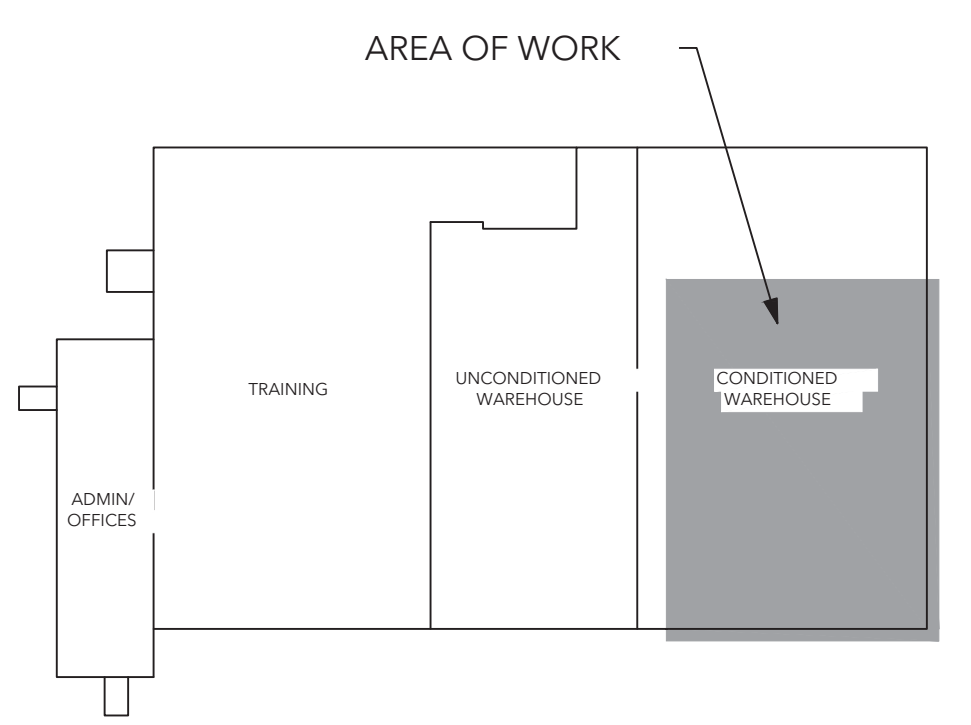 AREA OF WORK
TRAINING
UNCONDITIONED
WAREHOUSE
CONDITIONED
WAREHOUSE
ADMIN/
OFFICES